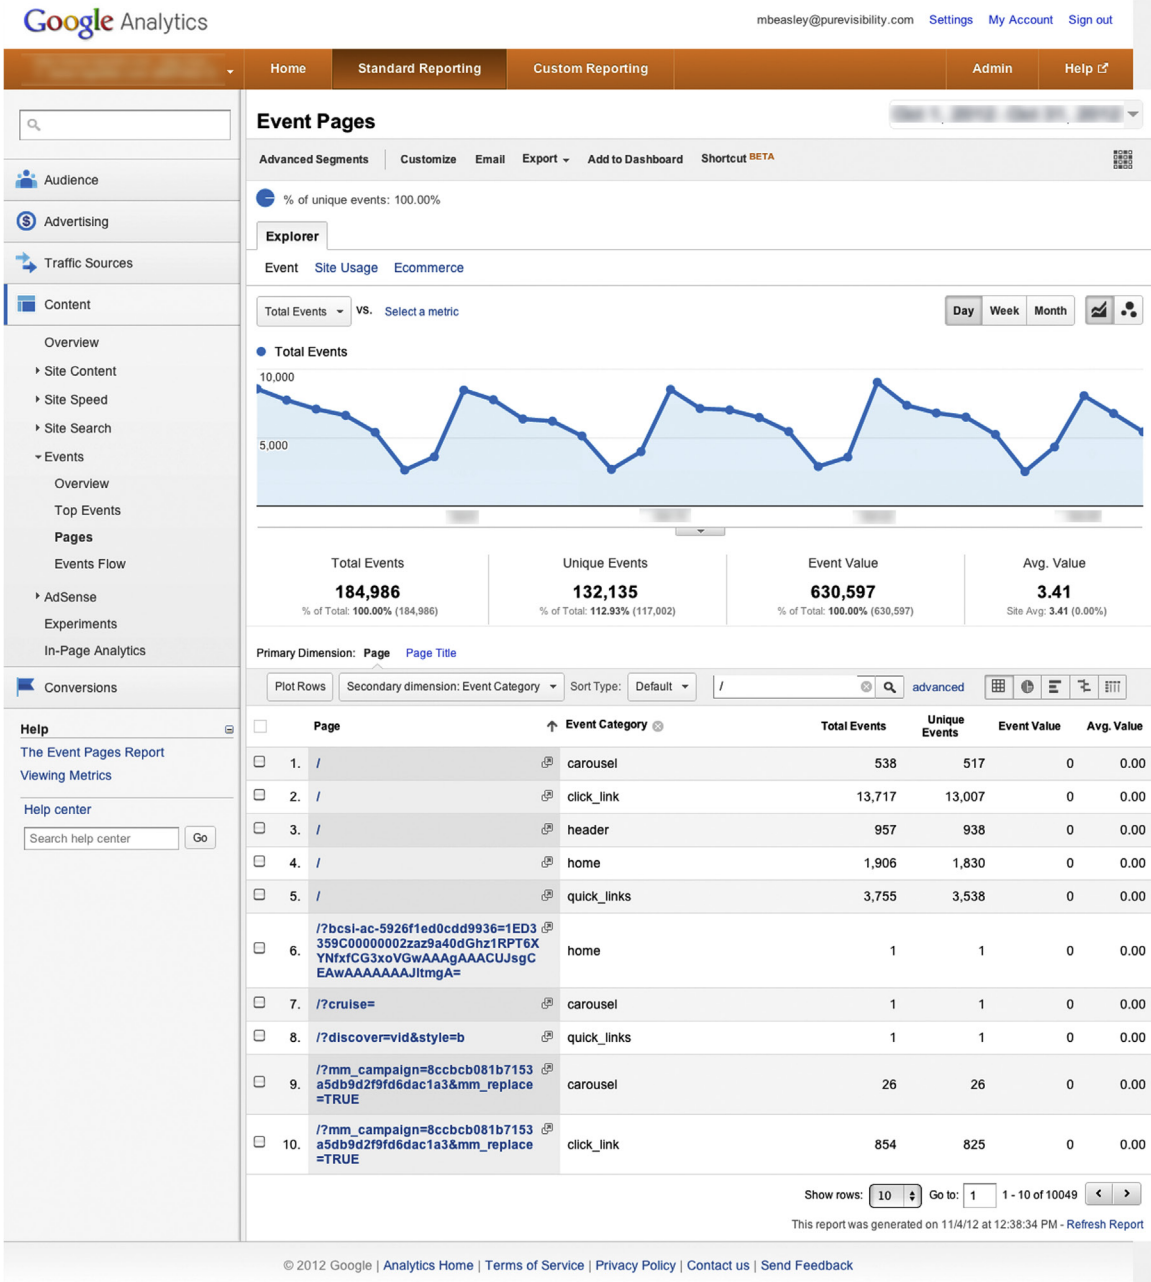 Google Analytics
mbeasley@purevisibility.com Settings My Account Sign out
Home Standard Reporting Custom Reporting Admin Help
Event Pages
Advanced Segments Customize Email Export Add to Dashboard Shortcut BETA
Audience
% of unique events: 100.00%
Advertising
Explorer
Traffic Sources
Event Site Usage Ecommerce
Content
Total Events VS. Select a metric Day Week Month
Overview
Total Events
Site Content
10,000
Site Speed
Site Search
5,000
Events
Overview
Top Events
Pages
Events Flow
Total Events Unique Events Event Value Avg. Value
184,986 132,135 630,597 3.41
% of Total: 100.00% (184,986) % of Total: 112.93% (117,002) % of Total: 100.00% (630,597) Site Avg: 3.41 (0.00%)
AdSense
Experiments
In-Page Analytics
Primary Dimension: Page Page Title
Conversions
Plot Rows Secondary dimension: Event Category Sort Type: Default / advanced
Help
The Event Pages Report
Viewing Metrics
Help center
Search help center Go
Page Event Category Total Events Unique Events Event Value Avg. Value
1. / carousel 538 517 0 0.00
2. / click_link 13,717 13,007 0 0.00
3. / header 957 938 0 0.00
4. / home 1,906 1,830 0 0.00
5. / quick_links 3,755 3,538 0 0.00
/?bcsi-ac-5926f1ed0cdd9936=1ED3
359C00000002zaz9a40dGhz1RPT6X
6. YNfxfCG3xoVGwAAAgAAACUJsgC home 1 1 0 0.00
EAwAAAAAAAJItmgA=
7. /?cruise= carousel 1 1 0 0.00
8. /?discover=vid&style=b quick_links 1 1 0 0.00
/?mm_campaign=8ccbcb081b7153
9. a5db9d2f9fd6dac1a3&mm_replace carousel 26 26 0 0.00
=TRUE
/?mm_campaign=8ccbcb081b7153
10. a5db9d2f9fd6dac1a3&mm_replace click_link 854 825 0 0.00
=TRUE
Show rows: 10 Go to: 1 1 - 10 of 10049
This report was generated on 11/4/12 at 12:38:34 PM - Refresh Report
© 2012 Google | Analytics Home | Terms of Service | Privacy Policy | Contact us | Send Feedback